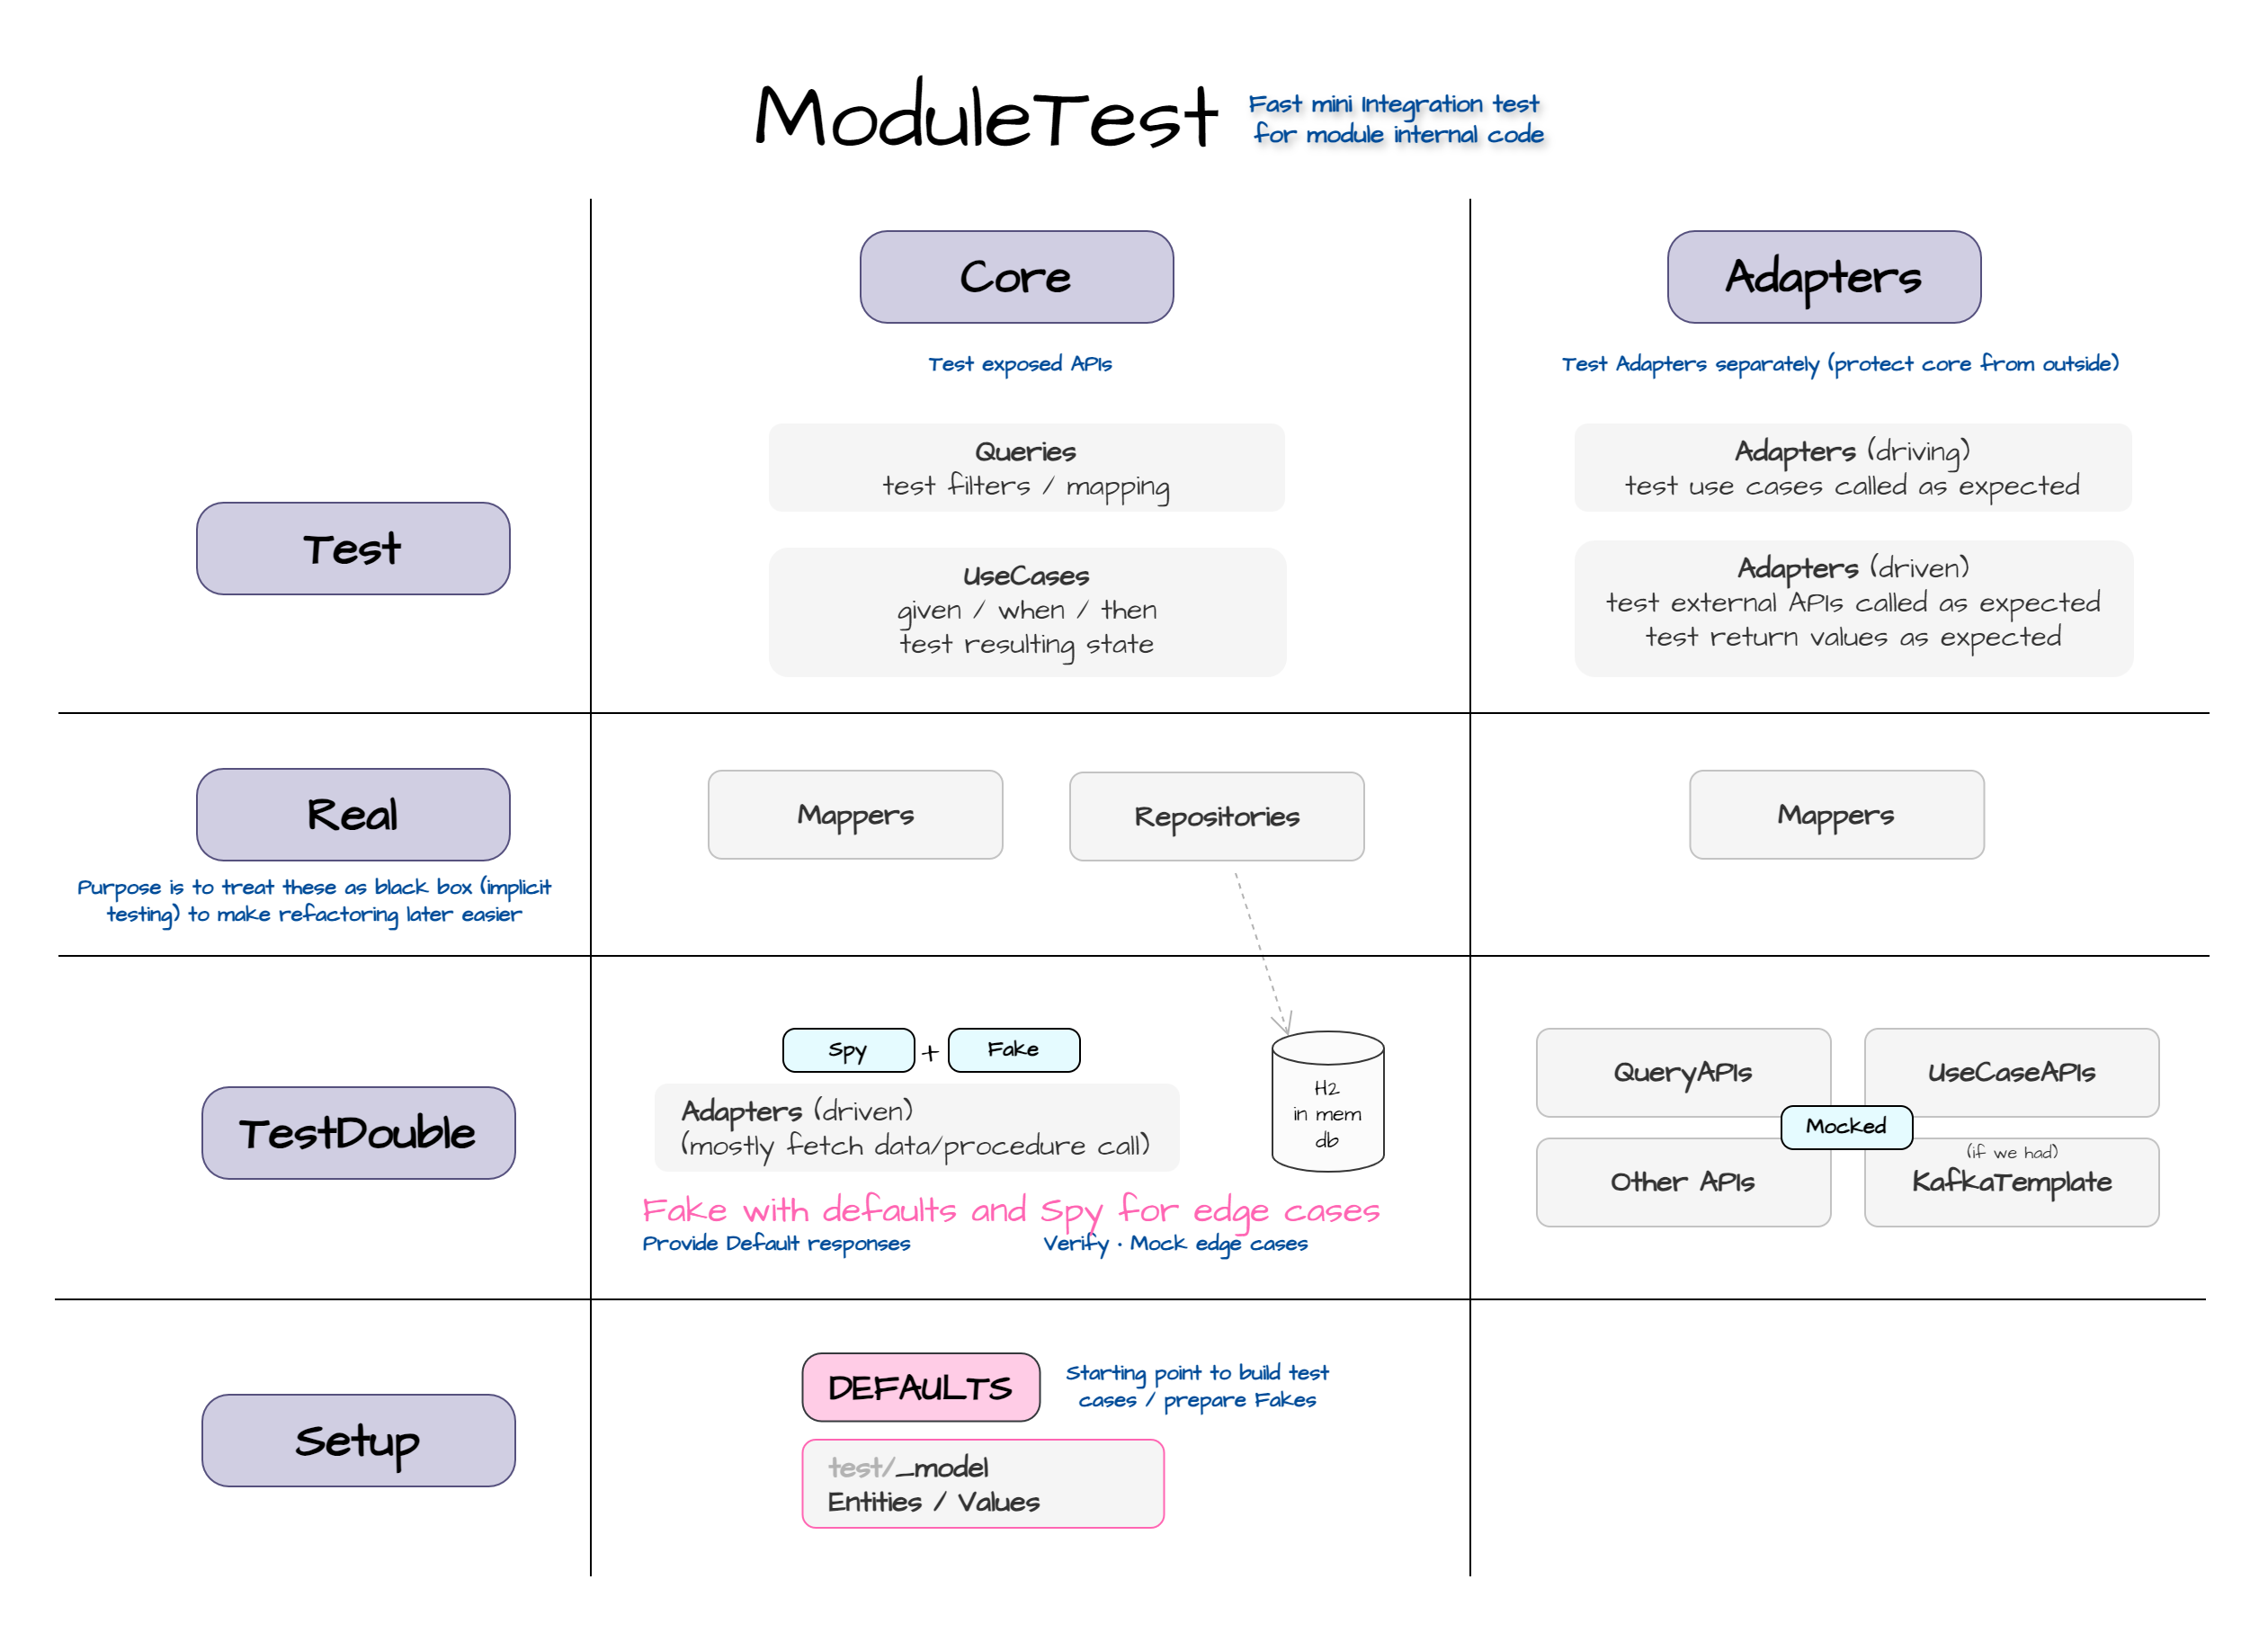 ModuleTest
Fast mini Integration test
for module internal code
Core
Adapters
Test exposed APIs
Test Adapters separately (protect core from outside)
Test
Queries
test filters / mapping
UseCases
given / when / then
test resulting state
Adapters (driving)
test use cases called as expected
Adapters (driven)
test external APIs called as expected
test return values as expected
Real
Purpose is to treat these as black box (implicit
testing) to make refactoring later easier
Mappers
Repositories
Mappers
TestDouble
Spy + Fake
Adapters (driven)
(mostly fetch data/procedure call)
H2
in mem
db
Fake with defaults and Spy for edge cases
Provide Default responses
Verify · Mock edge cases
QueryAPIs
UseCaseAPIs
Mocked
Other APIs
(if we had)
KafkaTemplate
Setup
DEFAULTS
Starting point to build test
cases / prepare Fakes
test/_model
Entities / Values